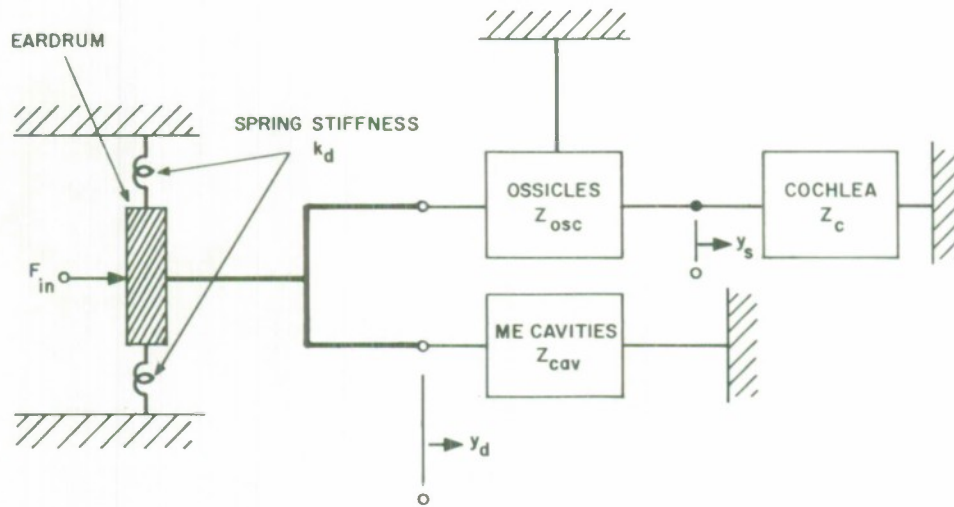 EARDRUM
SPRING STIFFNESS
k_d
F_in
OSSICLES
Z_osc
COCHLEA
Z_c
y_s
ME CAVITIES
Z_cav
y_d